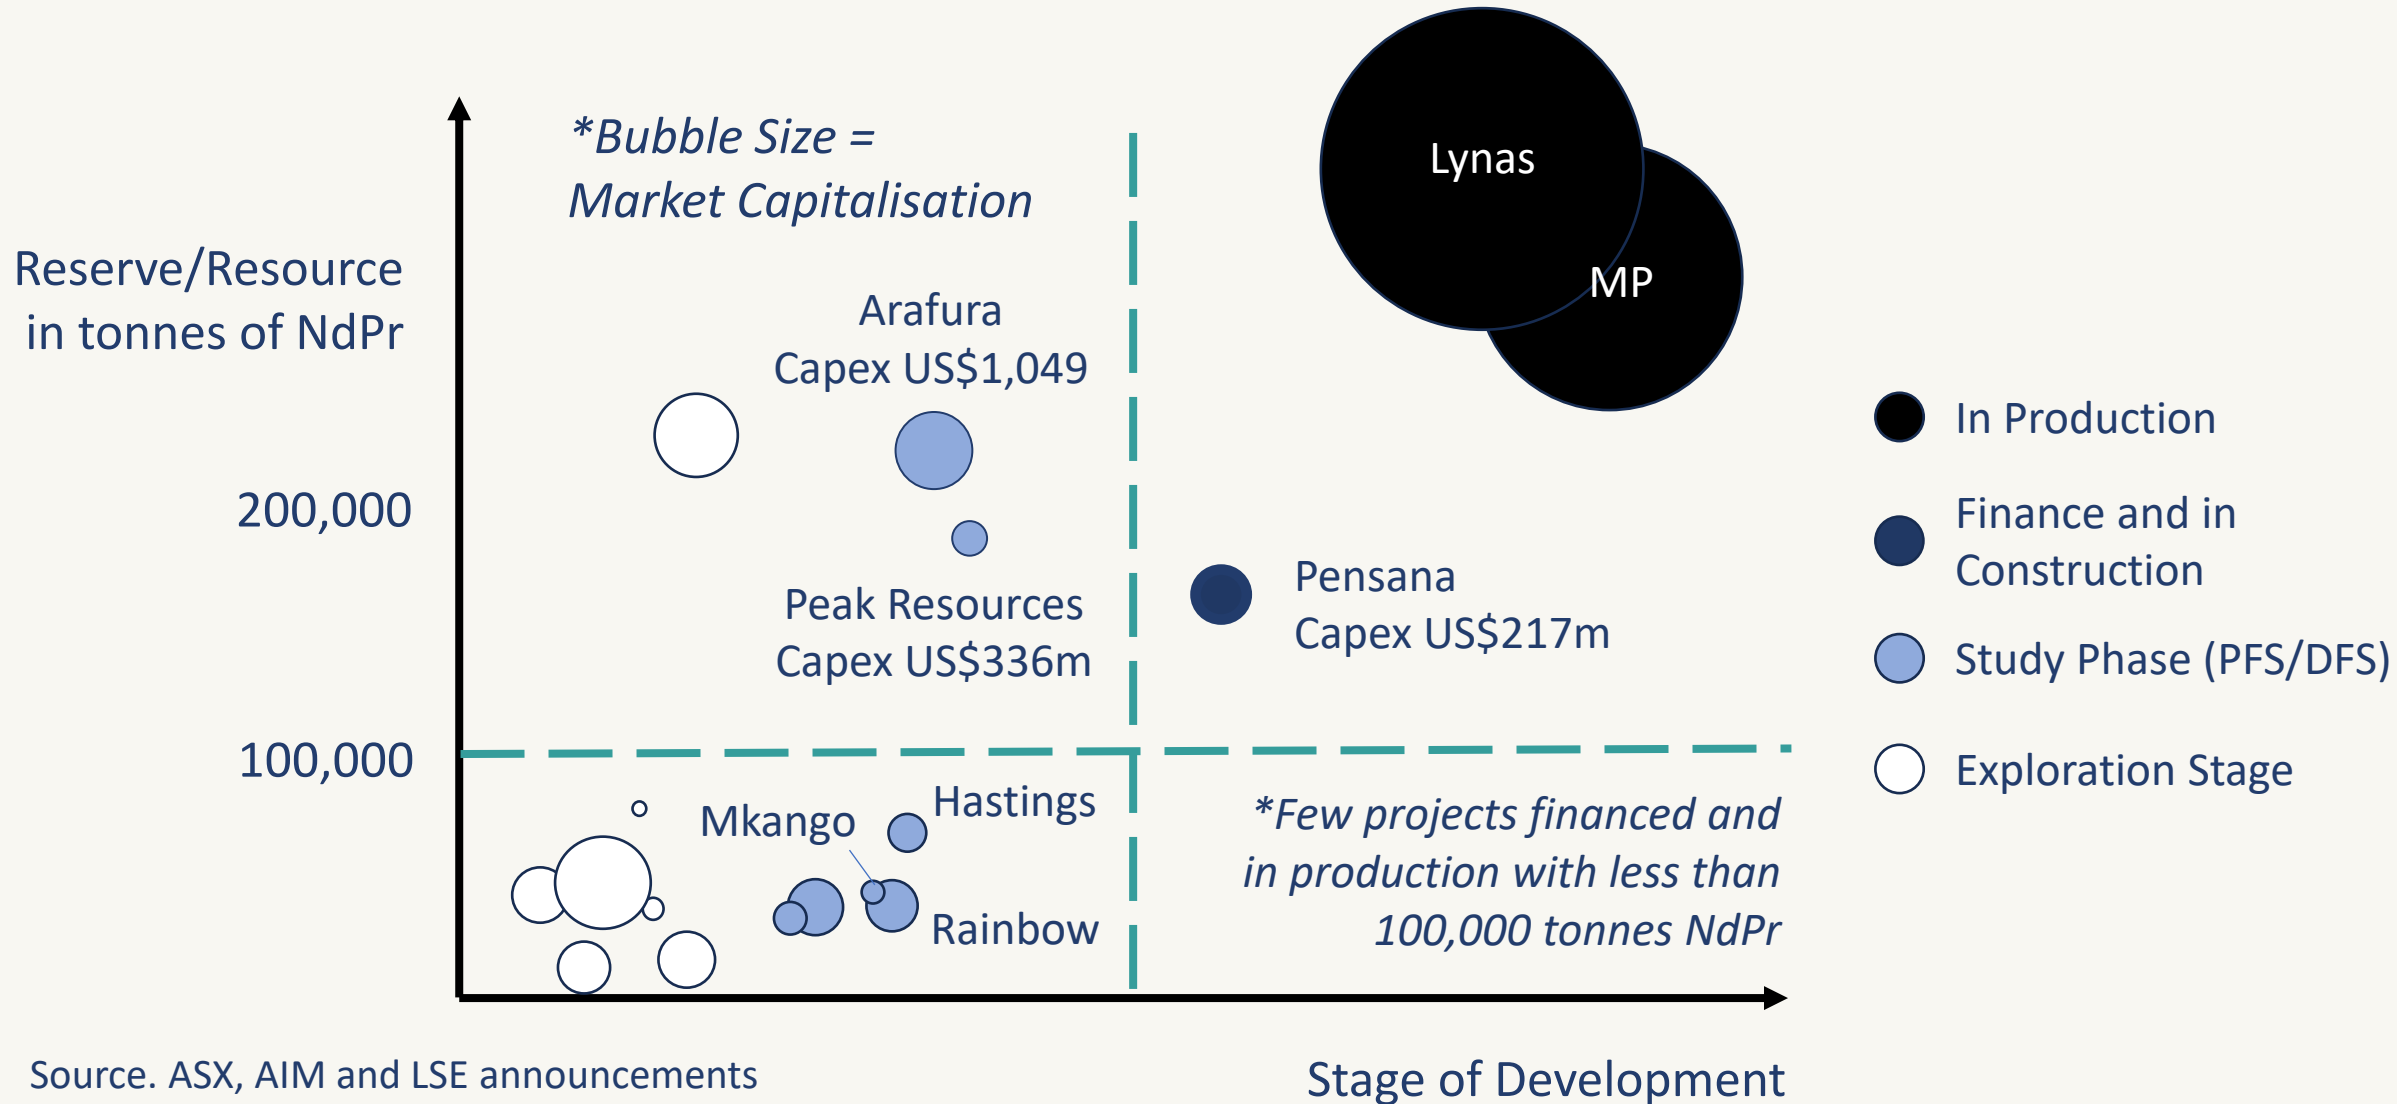 *Bubble Size =
Market Capitalisation
Reserve/Resource
in tonnes of NdPr
200,000
100,000
Arafura
Capex US$1,049
Peak Resources
Capex US$336m
Lynas
MP
Pensana
Capex US$217m
Mkango
Hastings
Rainbow
*Few projects financed and
in production with less than
100,000 tonnes NdPr
In Production
Finance and in
Construction
Study Phase (PFS/DFS)
Exploration Stage
Source. ASX, AIM and LSE announcements
Stage of Development